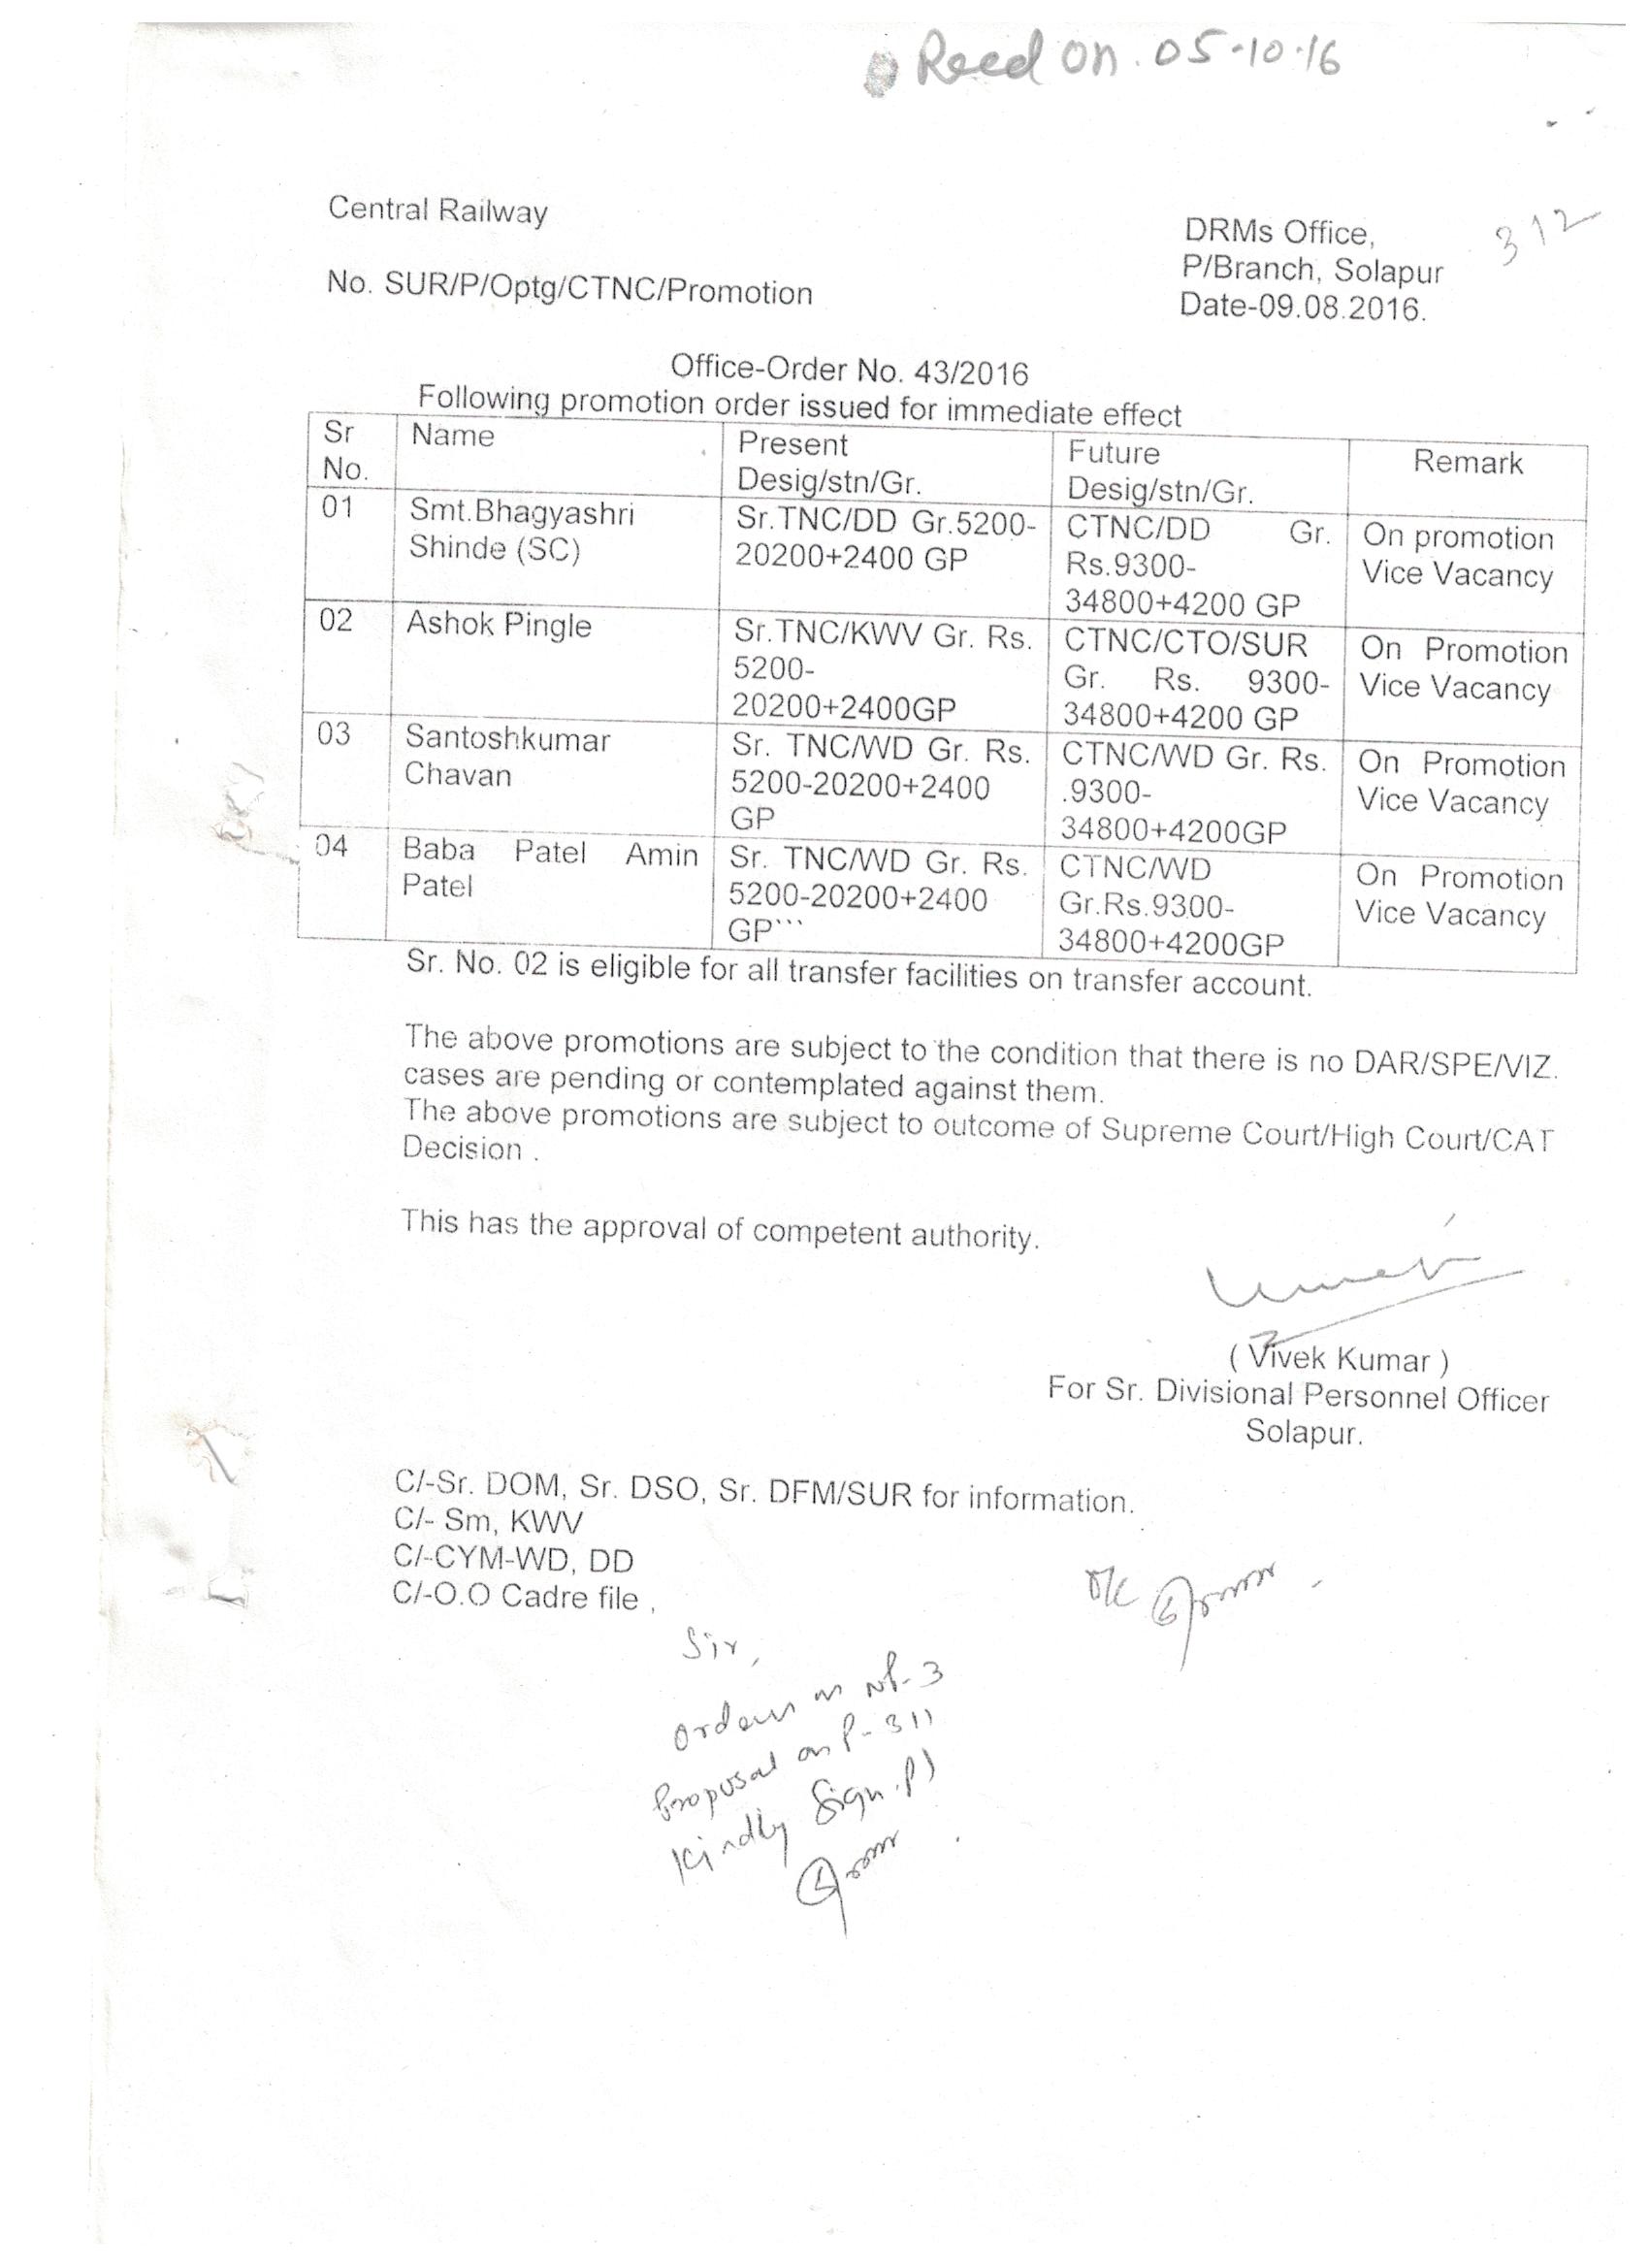 Recd on. 05-10-16
312
Central Railway
DRMs Office,
P/Branch, Solapur
No. SUR/P/Optg/CTNC/Promotion
Date-09.08.2016.
Office-Order No. 43/2016
Following promotion order issued for immediate effect
Sr No. Name Present Desig/stn/Gr. Future Desig/stn/Gr. Remark
01 Smt.Bhagyashri Shinde (SC) Sr.TNC/DD Gr.5200-20200+2400 GP CTNC/DD Gr. Rs.9300-34800+4200 GP On promotion Vice Vacancy
02 Ashok Pingle Sr.TNC/KWV Gr. Rs. 5200-20200+2400GP CTNC/CTO/SUR Gr. Rs. 9300-34800+4200 GP On Promotion Vice Vacancy
03 Santoshkumar Chavan Sr. TNC/WD Gr. Rs. 5200-20200+2400 GP CTNC/WD Gr. Rs. .9300-34800+4200GP On Promotion Vice Vacancy
04 Baba Patel Amin Patel Sr. TNC/WD Gr. Rs. 5200-20200+2400 GP``` CTNC/WD Gr.Rs.9300-34800+4200GP On Promotion Vice Vacancy
Sr. No. 02 is eligible for all transfer facilities on transfer account.
The above promotions are subject to the condition that there is no DAR/SPE/VIZ.
cases are pending or contemplated against them.
The above promotions are subject to outcome of Supreme Court/High Court/CAT
Decision .
This has the approval of competent authority.
( Vivek Kumar )
For Sr. Divisional Personnel Officer
Solapur.
C/-Sr. DOM, Sr. DSO, Sr. DFM/SUR for information.
C/- Sm, KWV
C/-CYM-WD, DD
C/-O.O Cadre file ,
Sir,
orders on NP-3
Proposal on P-311
Kindly Sign.Pl